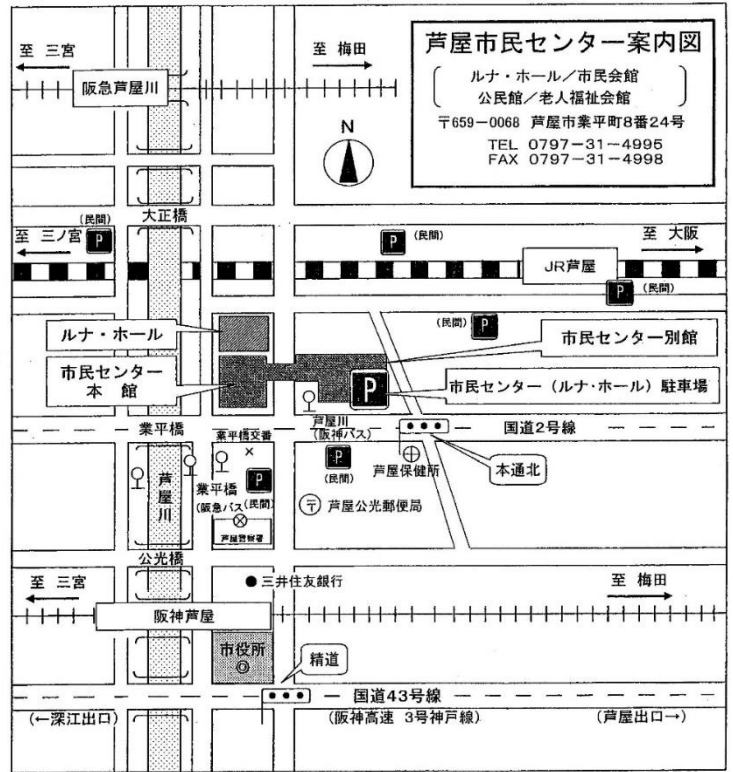 芦屋市民センター案内図
ルナ・ホール/市民会館
公民館/老人福祉会館
〒659-0068 芦屋市業平町8番24号
TEL 0797-31-4995
FAX 0797-31-4998
至 三宮
至 梅田
阪急芦屋川
N
大正橋
(民間)
P
至 三ノ宮
P
(民間)
至 大阪
JR芦屋
P
(民間)
(民間)
P
ルナ・ホール
市民センター別館
市民センター
本 館
P
市民センター(ルナ・ホール)駐車場
芦屋川
(阪神バス)
業平橋
業平橋交番
国道2号線
本通北
芦屋川
業平橋
(阪急バス)
P
(民間)
P
(民間)
芦屋保健所
〒
芦屋公光郵便局
芦屋警察署
公光橋
至 三宮
三井住友銀行
至 梅田
阪神芦屋
市役所
精道
国道43号線
(←深江出口)
(阪神高速 3号神戸線)
(芦屋出口→)